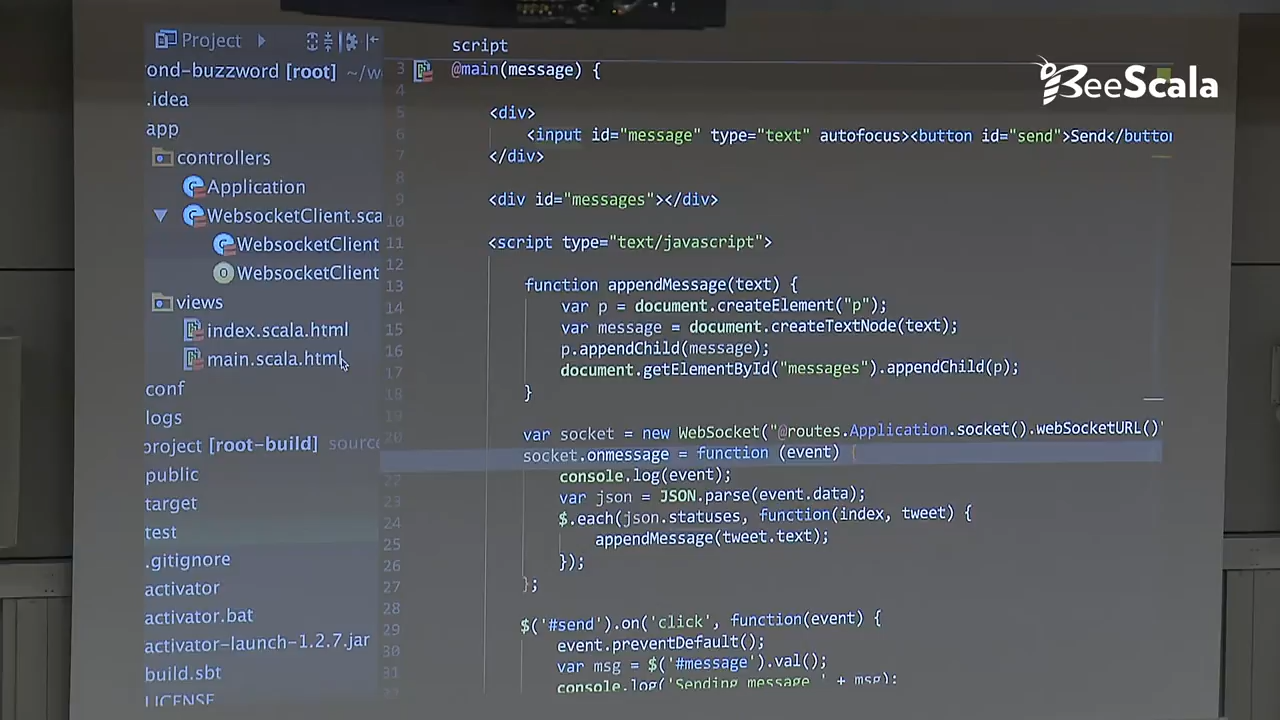 BeeScala
Project
ond-buzzword [root] ~/w
.idea
app
controllers
Application
WebsocketClient.sca
WebsocketClient
WebsocketClient
views
index.scala.html
main.scala.html
conf
logs
project [root-build] source
public
target
test
.gitignore
activator
activator.bat
activator-launch-1.2.7.jar
build.sbt
LICENSE
script
3 @main(message) {
4
5 <div>
6 <input id="message" type="text" autofocus><button id="send">Send</button
7 </div>
8
9 <div id="messages"></div>
10
11 <script type="text/javascript">
12
13 function appendMessage(text) {
14 var p = document.createElement("p");
15 var message = document.createTextNode(text);
16 p.appendChild(message);
17 document.getElementById("messages").appendChild(p);
18 }
19
20 var socket = new WebSocket("@routes.Application.socket().webSocketURL()"
socket.onmessage = function (event) {
22 console.log(event);
23 var json = JSON.parse(event.data);
24 $.each(json.statuses, function(index, tweet) {
25 appendMessage(tweet.text);
26 });
27 };
28
29 $('#send').on('click', function(event) {
30 event.preventDefault();
31 var msg = $('#message').val();
console.log('Sending message ' + msg);